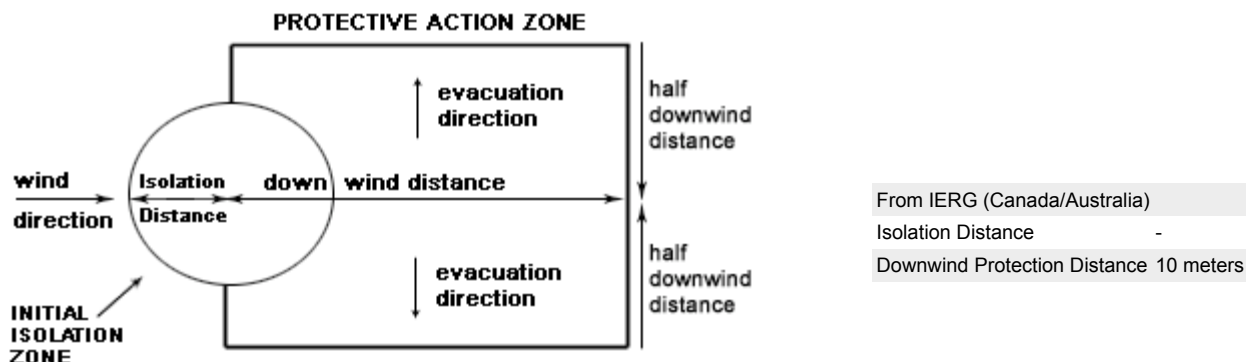 PROTECTIVE ACTION ZONE
evacuation
direction
half
downwind
distance
wind
direction
Isolation
Distance
down wind distance
evacuation
direction
half
downwind
distance
INITIAL
ISOLATION
ZONE
From IERG (Canada/Australia)
Isolation Distance -
Downwind Protection Distance 10 meters